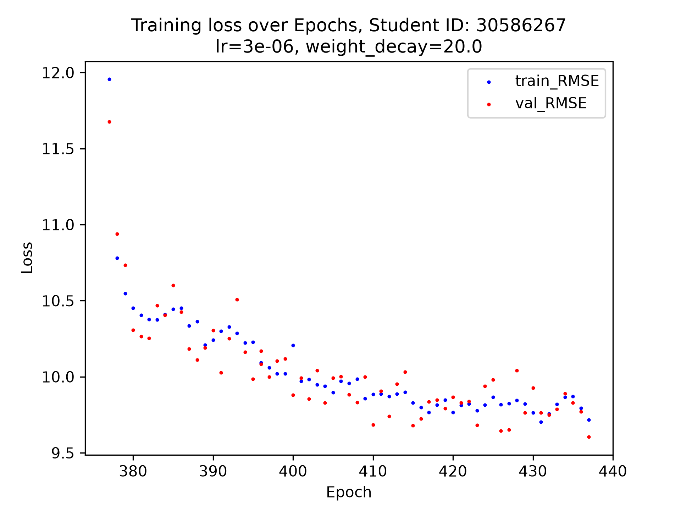 Training loss over Epochs, Student ID: 30586267
lr=3e-06, weight_decay=20.0
train_RMSE
val_RMSE
Loss
12.0
11.5
11.0
10.5
10.0
9.5
380 390 400 410 420 430 440
Epoch